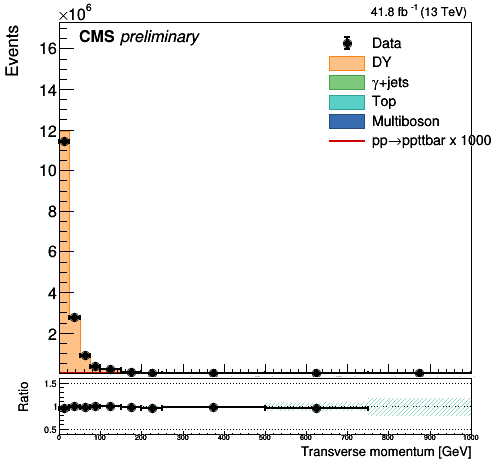 ×10⁶
41.8 fb⁻¹ (13 TeV)
CMS preliminary
Events
16
14
12
10
8
6
4
2
Data
DY
γ+jets
Top
Multiboson
pp→ppttbar x 1000
Ratio
1.5
1
0.5
0 100 200 300 400 500 600 700 800 900 1000
Transverse momentum [GeV]